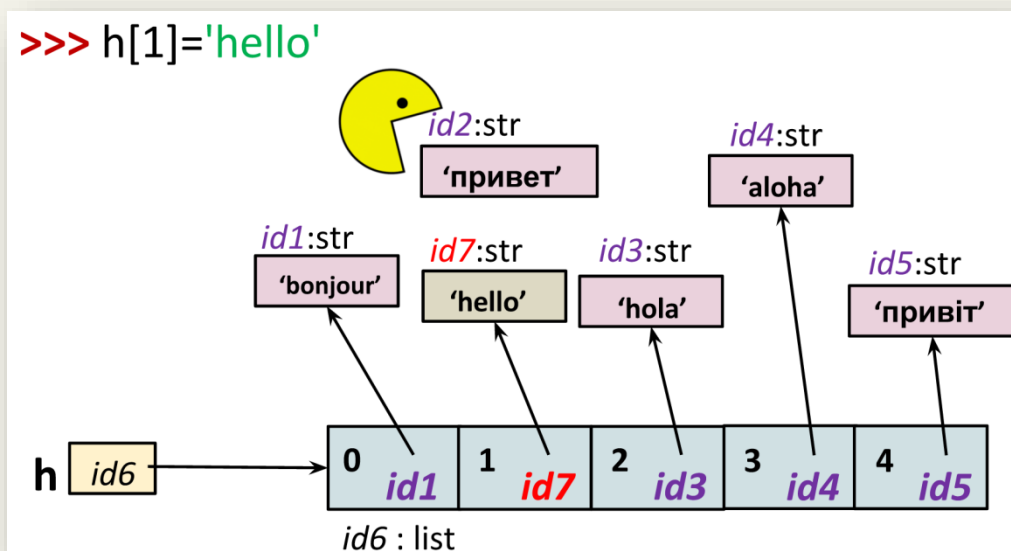 >>> h[1]='hello'
id2:str
id4:str
‘привет’
‘aloha’
id1:str
id7:str
id3:str
id5:str
‘bonjour’
‘hello’
‘hola’
‘привіт’
h id6
0 1 2 3 4
id1 id7 id3 id4 id5
id6 : list